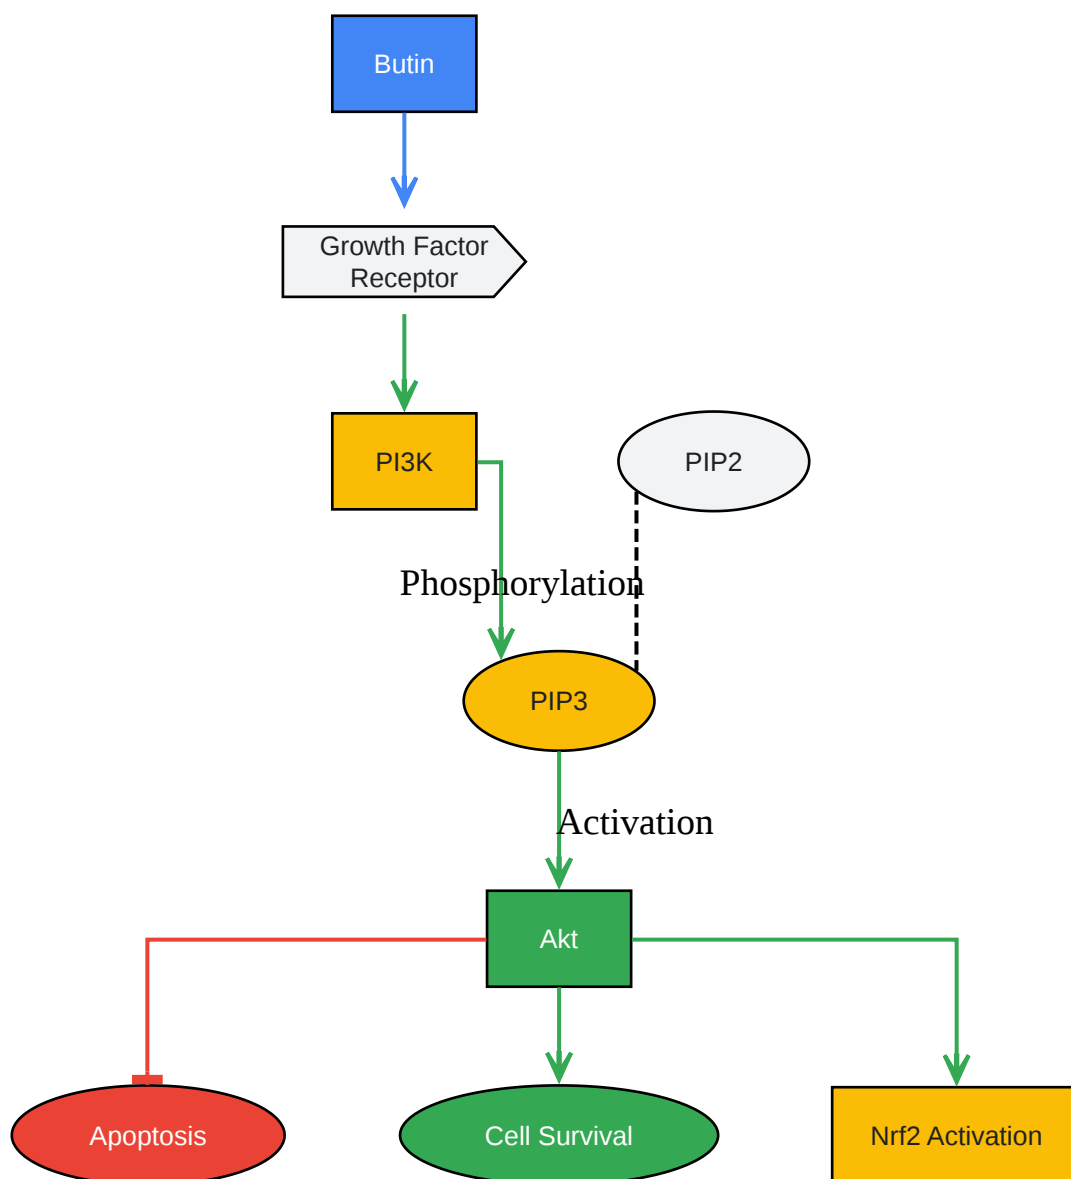 Butin
Growth Factor
Receptor
PI3K
PIP2
Phosphorylation
PIP3
Activation
Akt
Apoptosis
Cell Survival
Nrf2 Activation